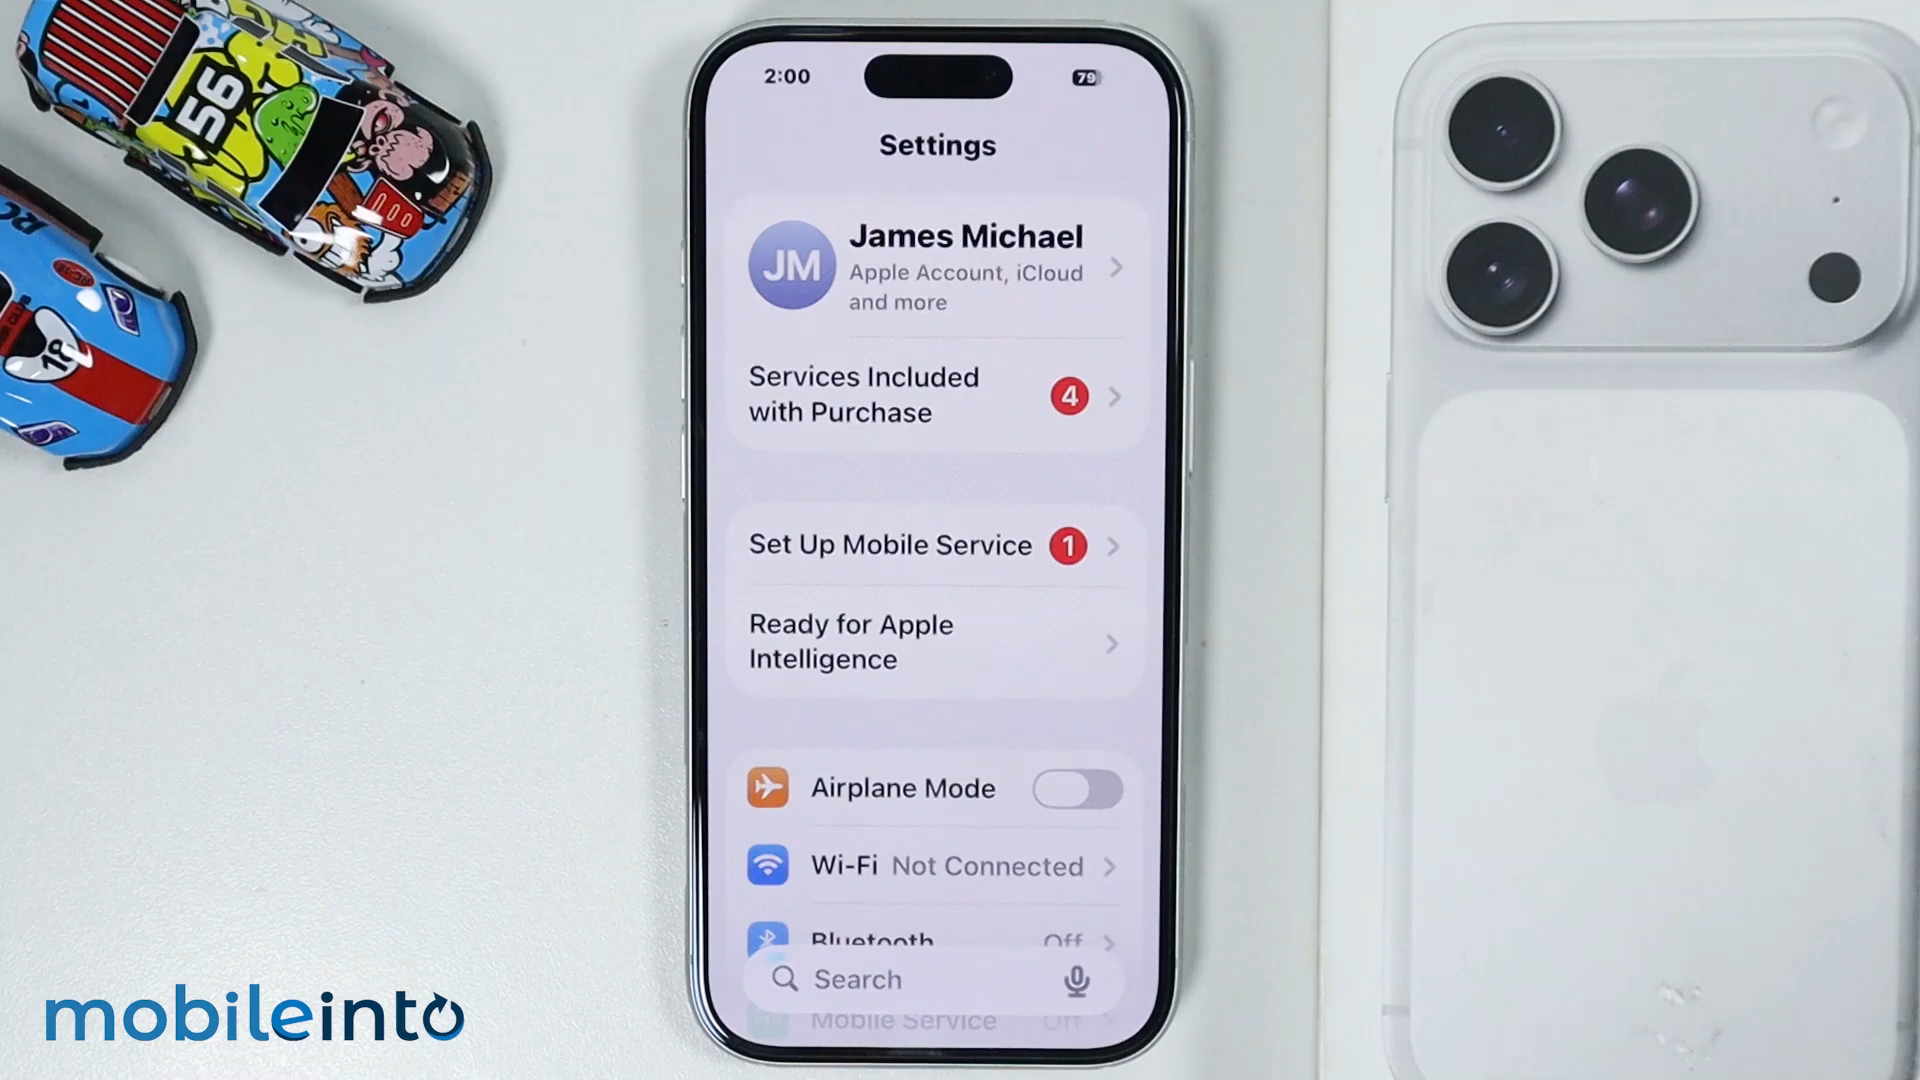 56
18
2:00
79
Settings
JM
James Michael
Apple Account, iCloud
and more
Services Included
with Purchase
4
Set Up Mobile Service
1
Ready for Apple
Intelligence
Airplane Mode
Wi-Fi Not Connected
Bluetooth Off
Search
Mobile Service Off
mobileinto